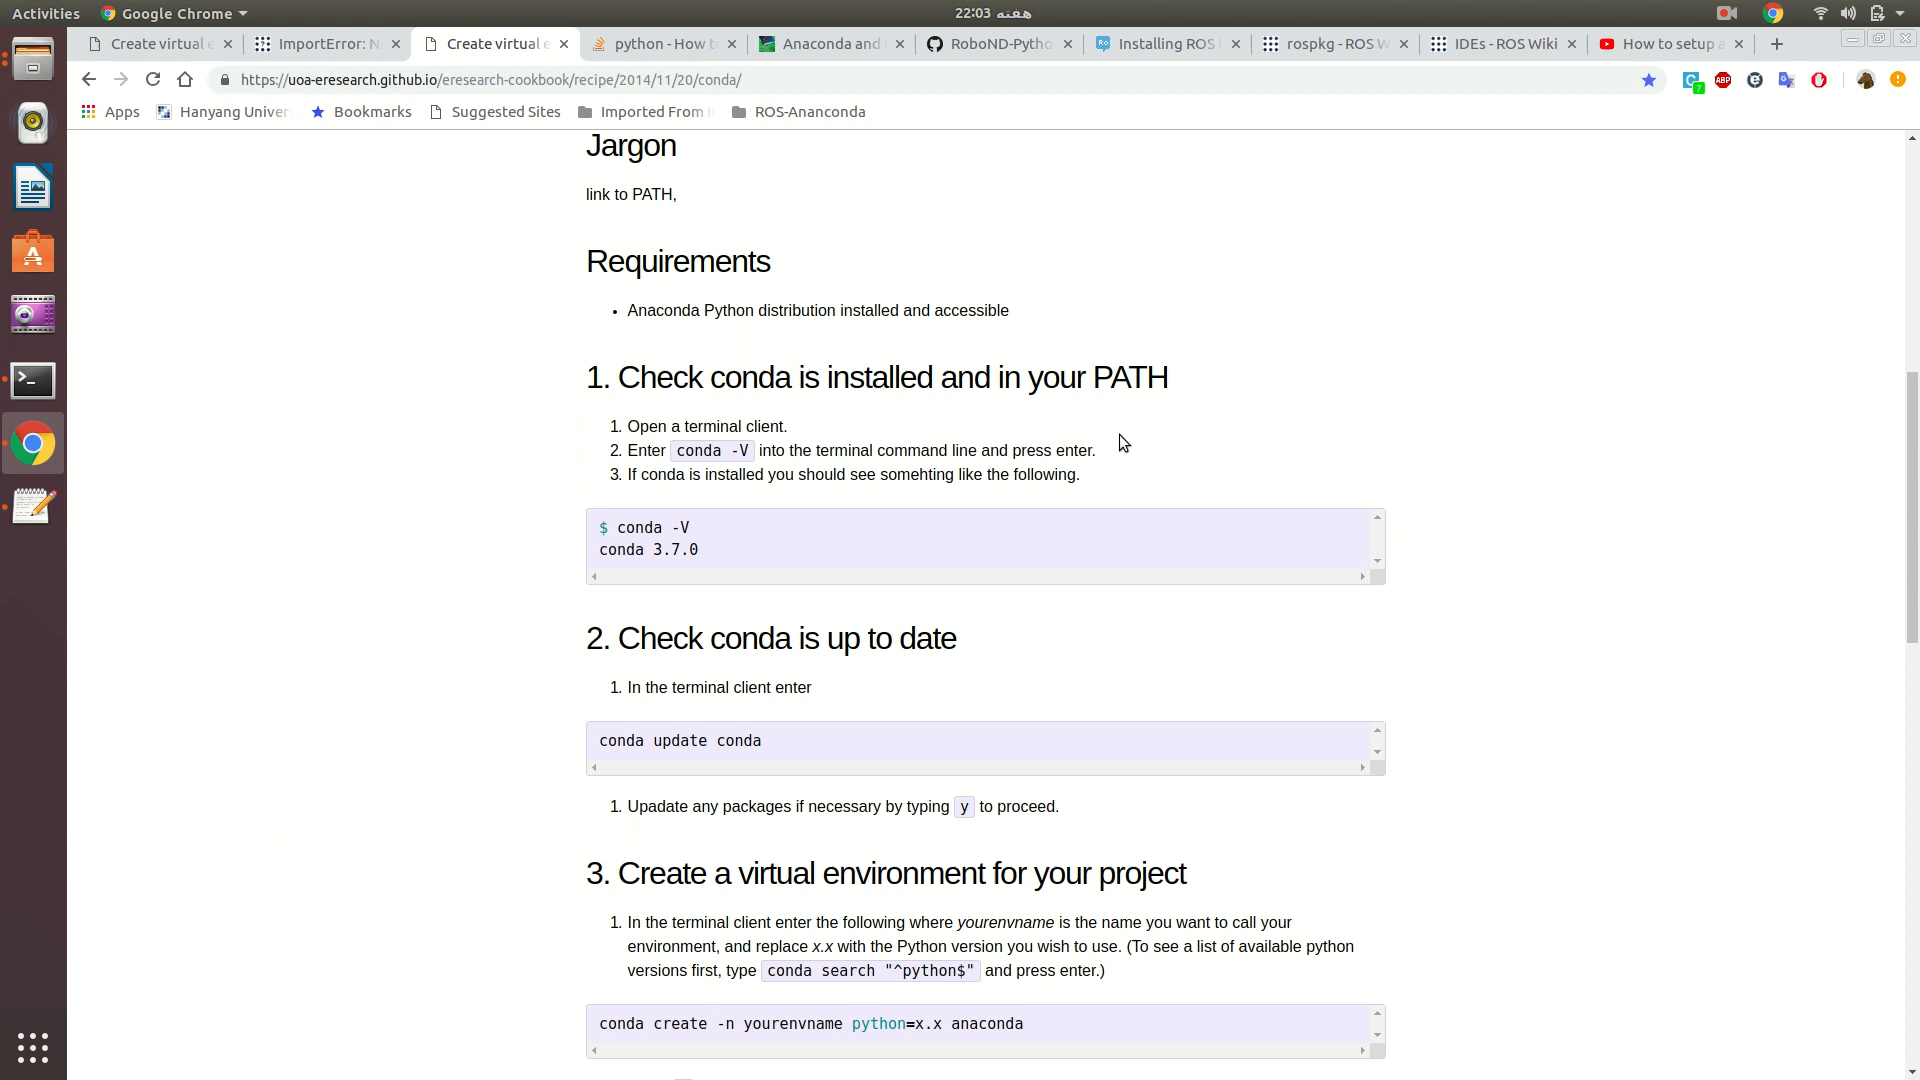 Activities Google Chrome 22:03 هفته
Create virtual e ImportError: N Create virtual e python - How t Anaconda and RoboND-Pytho Installing ROS rospkg - ROS W IDEs - ROS Wiki How to setup a
https://uoa-eresearch.github.io/eresearch-cookbook/recipe/2014/11/20/conda/
Apps Hanyang Univer Bookmarks Suggested Sites Imported From I ROS-Ananconda
Jargon
link to PATH,
Requirements
• Anaconda Python distribution installed and accessible
1. Check conda is installed and in your PATH
1. Open a terminal client.
2. Enter conda -V into the terminal command line and press enter.
3. If conda is installed you should see somehting like the following.
$ conda -V
conda 3.7.0
2. Check conda is up to date
1. In the terminal client enter
conda update conda
1. Upadate any packages if necessary by typing y to proceed.
3. Create a virtual environment for your project
1. In the terminal client enter the following where yourenvname is the name you want to call your
environment, and replace x.x with the Python version you wish to use. (To see a list of available python
versions first, type conda search "^python$" and press enter.)
conda create -n yourenvname python=x.x anaconda